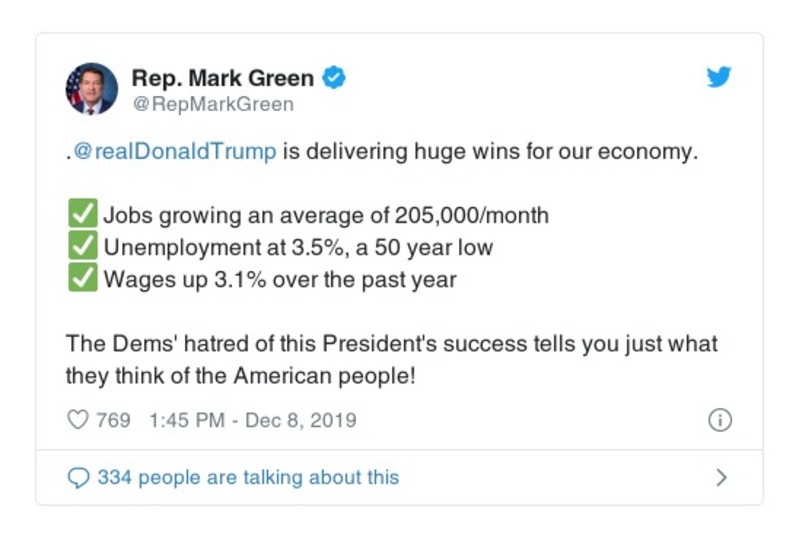 Rep. Mark Green
@RepMarkGreen
.@realDonaldTrump is delivering huge wins for our economy.
✅ Jobs growing an average of 205,000/month
✅ Unemployment at 3.5%, a 50 year low
✅ Wages up 3.1% over the past year
The Dems' hatred of this President's success tells you just what
they think of the American people!
769 1:45 PM - Dec 8, 2019
334 people are talking about this